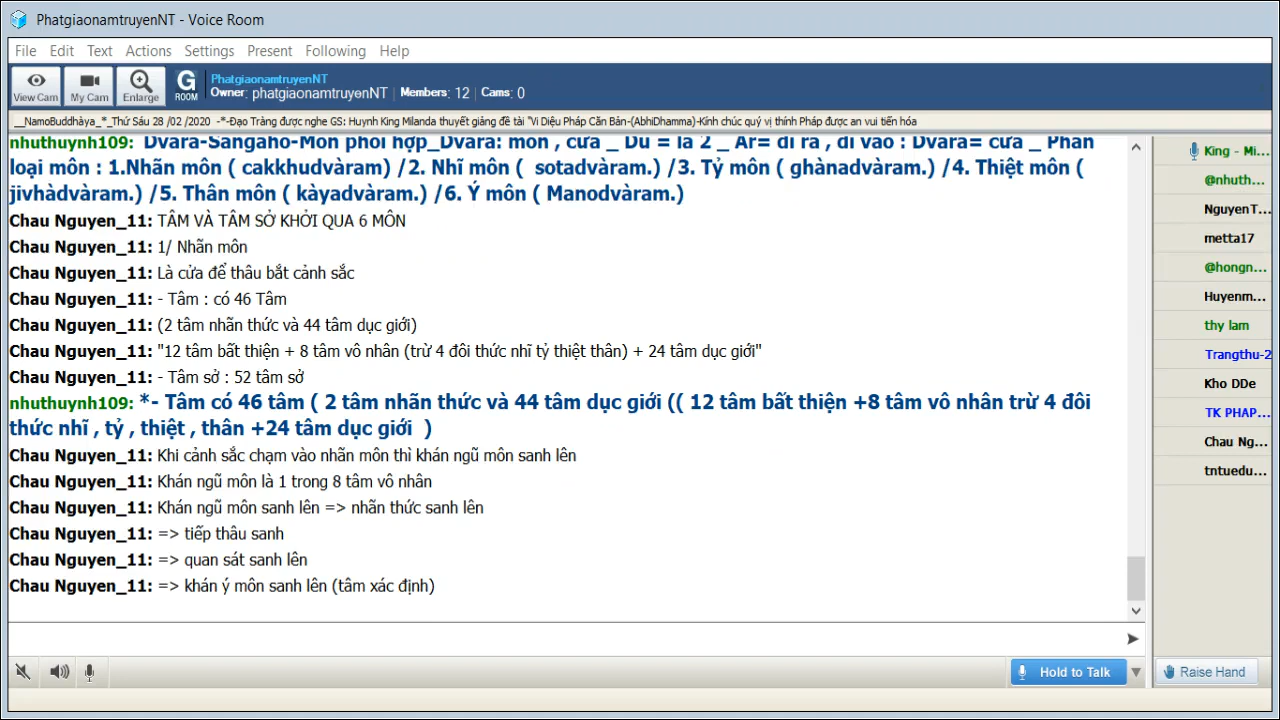 PhatgiaonamtruyenNT - Voice Room
File Edit Text Actions Settings Present Following Help
View Cam My Cam Enlarge G ROOM
PhatgiaonamtruyenNT
Owner: phatgiaonamtruyenNT Members: 12 Cams: 0
__NamoBuddhàya_*_Thứ Sáu 28 /02 /2020 -*-Đạo Tràng được nghe GS: Huynh King Milanda thuyết giảng đề tài "Vi Diệu Pháp Căn Bản-(AbhiDhamma)-Kính chúc quý vị thính Pháp được an vui tiến hóa
nhuthuynh109: Dvàra-Sangaho-Môn phối hợp_Dvàra: môn , cửa _ Du = là 2 _ Ar= đi ra , đi vào : Dvàra= cửa _ Phân
loại môn : 1.Nhãn môn ( cakkhudvàram) /2. Nhĩ môn ( sotadvàram.) /3. Tỷ môn ( ghànadvàram.) /4. Thiệt môn (
jivhàdvàram.) /5. Thân môn ( kàyadvàram.) /6. Ý môn ( Manodvàram.)
Chau Nguyen_11: TÂM VÀ TÂM SỞ KHỞI QUA 6 MÔN
Chau Nguyen_11: 1/ Nhãn môn
Chau Nguyen_11: Là cửa để thâu bắt cảnh sắc
Chau Nguyen_11: - Tâm : có 46 Tâm
Chau Nguyen_11: (2 tâm nhãn thức và 44 tâm dục giới)
Chau Nguyen_11: "12 tâm bất thiện + 8 tâm vô nhân (trừ 4 đôi thức nhĩ tỷ thiệt thân) + 24 tâm dục giới"
Chau Nguyen_11: - Tâm sở : 52 tâm sở
nhuthuynh109: *- Tâm có 46 tâm ( 2 tâm nhãn thức và 44 tâm dục giới (( 12 tâm bất thiện +8 tâm vô nhân trừ 4 đôi
thức nhĩ , tỷ , thiệt , thân +24 tâm dục giới )
Chau Nguyen_11: Khi cảnh sắc chạm vào nhãn môn thì khán ngũ môn sanh lên
Chau Nguyen_11: Khán ngũ môn là 1 trong 8 tâm vô nhân
Chau Nguyen_11: Khán ngũ môn sanh lên => nhãn thức sanh lên
Chau Nguyen_11: => tiếp thâu sanh
Chau Nguyen_11: => quan sát sanh lên
Chau Nguyen_11: => khán ý môn sanh lên (tâm xác định)
King - Mi...
@nhuth...
NguyenT...
metta17
@hongn...
Huyenm...
thy lam
Trangthu-2
Kho DDe
TK PHAP...
Chau Ng...
tntuedu...
Hold to Talk
Raise Hand